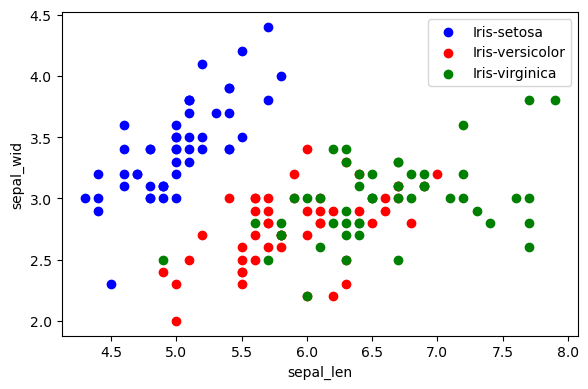 Iris-setosa
Iris-versicolor
Iris-virginica
4.5
4.0
3.5
3.0
2.5
2.0
sepal_wid
4.5 5.0 5.5 6.0 6.5 7.0 7.5 8.0
sepal_len